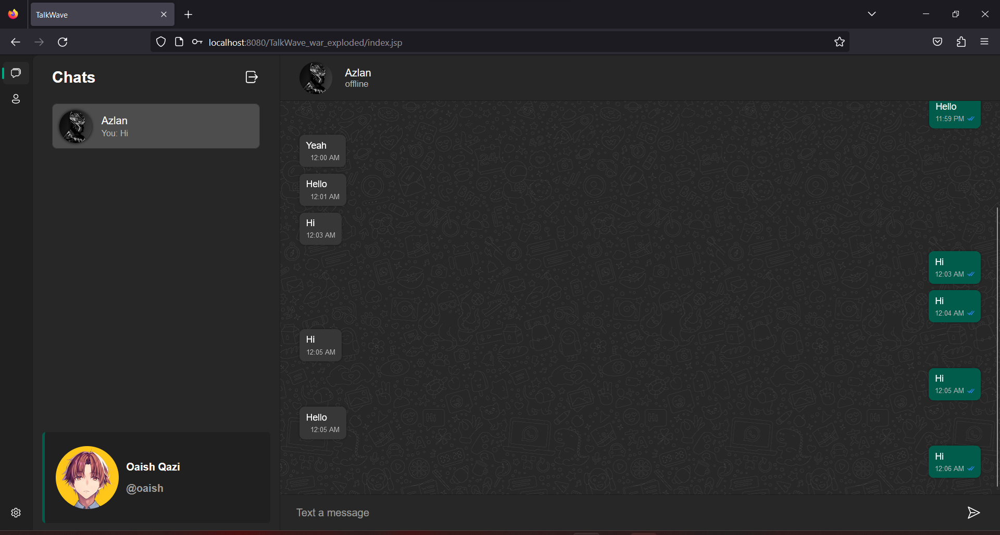 TalkWave
localhost:8080/TalkWave_war_exploded/index.jsp
Chats
Azlan
You: Hi
Oaish Qazi
@oaish
Azlan
offline
Hello
11:59 PM
Yeah
12:00 AM
Hello
12:01 AM
Hi
12:03 AM
Hi
12:03 AM
Hi
12:04 AM
Hi
12:05 AM
Hi
12:05 AM
Hello
12:05 AM
Hi
12:06 AM
Text a message